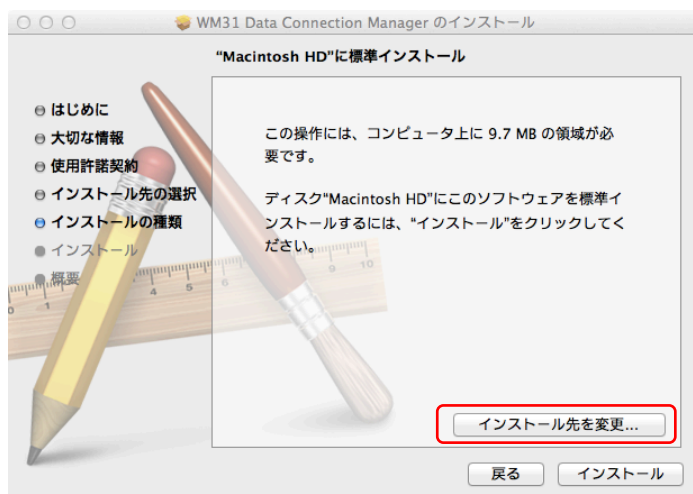 WM31 Data Connection Manager のインストール
“Macintosh HD”に標準インストール
はじめに
大切な情報
使用許諾契約
インストール先の選択
インストールの種類
インストール
概要
この操作には、コンピュータ上に 9.7 MB の領域が必
要です。
ディスク“Macintosh HD”にこのソフトウェアを標準イ
ンストールするには、“インストール”をクリックしてく
ださい。
0 1 4 5 6 9 10
インストール先を変更...
戻る
インストール